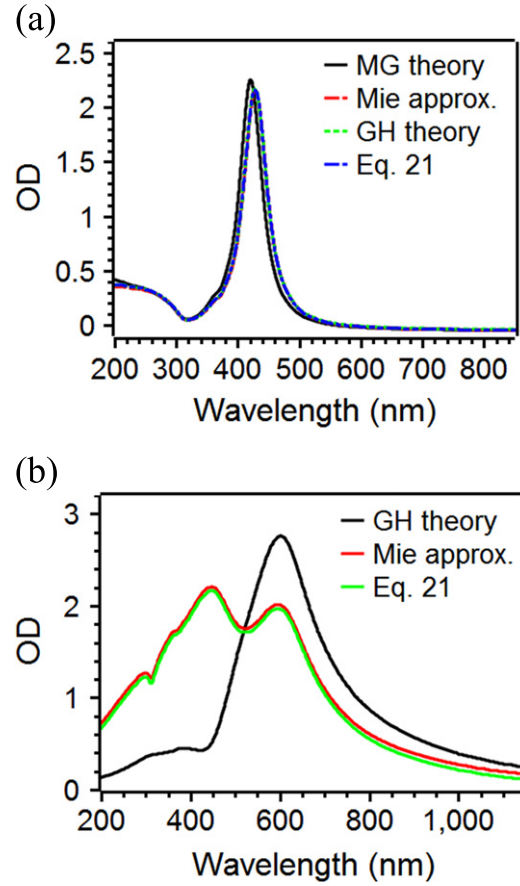 (a)
2.5
2
1.5
1
0.5
0
OD
MG theory
Mie approx.
GH theory
Eq. 21
200 300 400 500 600 700 800
Wavelength (nm)
(b)
3
2
1
0
OD
GH theory
Mie approx.
Eq. 21
200 400 600 800 1,000
Wavelength (nm)